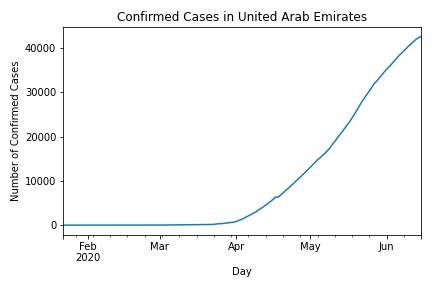 Confirmed Cases in United Arab Emirates
40000
30000
20000
10000
0
Number of Confirmed Cases
Feb Mar Apr May Jun
2020
Day